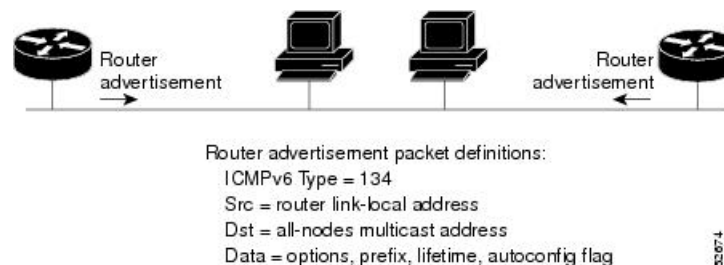 Router
advertisement
Router
advertisement
Router advertisement packet definitions:
ICMPv6 Type = 134
Src = router link-local address
Dst = all-nodes multicast address
Data = options, prefix, lifetime, autoconfig flag
52674